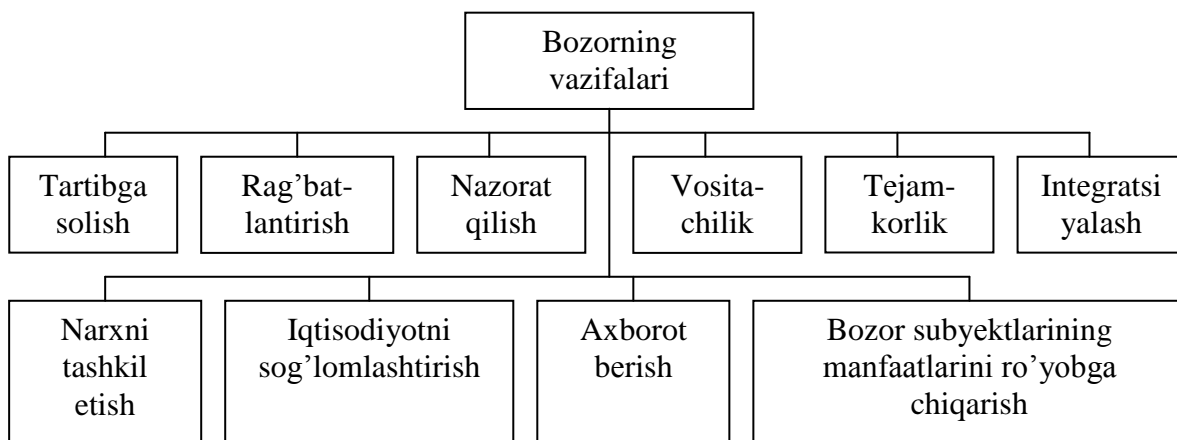 Bozorning
vazifalari
Tartibga
solish
Rag’bat-
lantirish
Nazorat
qilish
Vosita-
chilik
Tejam-
korlik
Integratsi
yalash
Narxni
tashkil
etish
Iqtisodiyotni
sog’lomlashtirish
Axborot
berish
Bozor subyektlarining
manfaatlarini ro’yobga
chiqarish